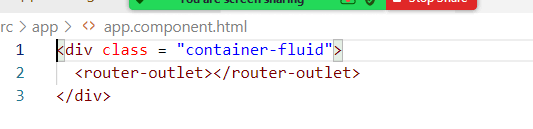 You are screen sharing
Stop Share
rc > app > <> app.component.html
1 <div class = "container-fluid">
2 <router-outlet></router-outlet>
3 </div>